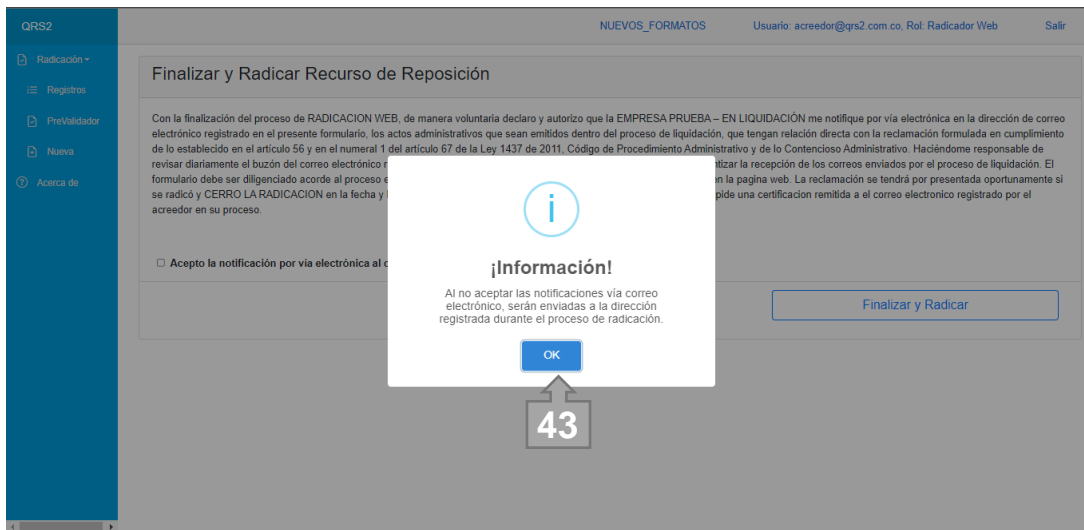 QRS2
NUEVOS_FORMATOS Usuario: acreedor@qrs2.com.co, Rol: Radicador Web Salir
Radicación
Registros
PreValidador
Nueva
Acerca de
Finalizar y Radicar Recurso de Reposición
Con la finalización del proceso de RADICACION WEB, de manera voluntaria declaro y autorizo que la EMPRESA PRUEBA – EN LIQUIDACIÓN me notifique por vía electrónica en la dirección de correo
electrónico registrado en el presente formulario, los actos administrativos que sean emitidos dentro del proceso de liquidación, que tengan relación directa con la reclamación formulada en cumplimiento
de lo establecido en el artículo 56 y en el numeral 1 del artículo 67 de la Ley 1437 de 2011, Código de Procedimiento Administrativo y de lo Contencioso Administrativo. Haciéndome responsable de
revisar diariamente el buzón del correo electrónico tizar la recepción de los correos enviados por el proceso de liquidación. El
formulario debe ser diligenciado acorde al proceso en la pagina web. La reclamación se tendrá por presentada oportunamente si
se radicó y CERRO LA RADICACION en la fecha y pide una certificacion remitida a el correo electronico registrado por el
acreedor en su proceso.
Acepto la notificación por vía electrónica al
Finalizar y Radicar
i
¡Información!
Al no aceptar las notificaciones vía correo
electrónico, serán enviadas a la dirección
registrada durante el proceso de radicación.
OK
43